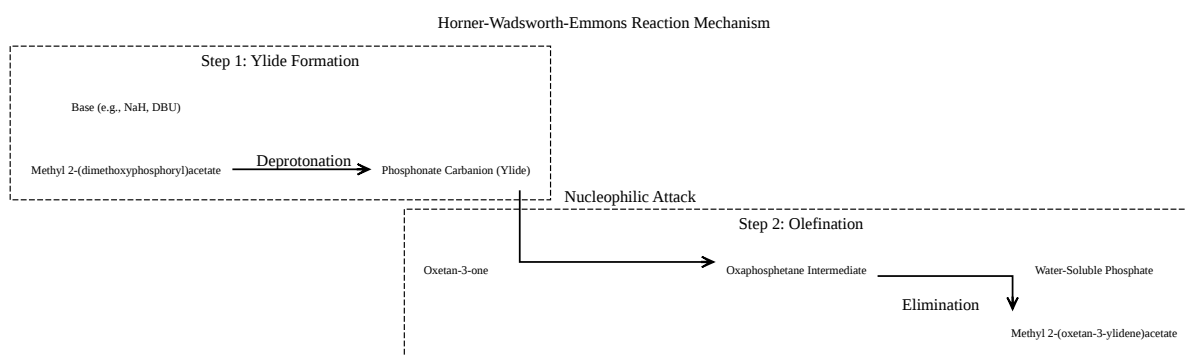 Horner-Wadsworth-Emmons Reaction Mechanism
Step 1: Ylide Formation
Base (e.g., NaH, DBU)
Methyl 2-(dimethoxyphosphoryl)acetate
Deprotonation
Phosphonate Carbanion (Ylide)
Nucleophilic Attack
Step 2: Olefination
Oxetan-3-one
Oxaphosphetane Intermediate
Water-Soluble Phosphate
Elimination
Methyl 2-(oxetan-3-ylidene)acetate